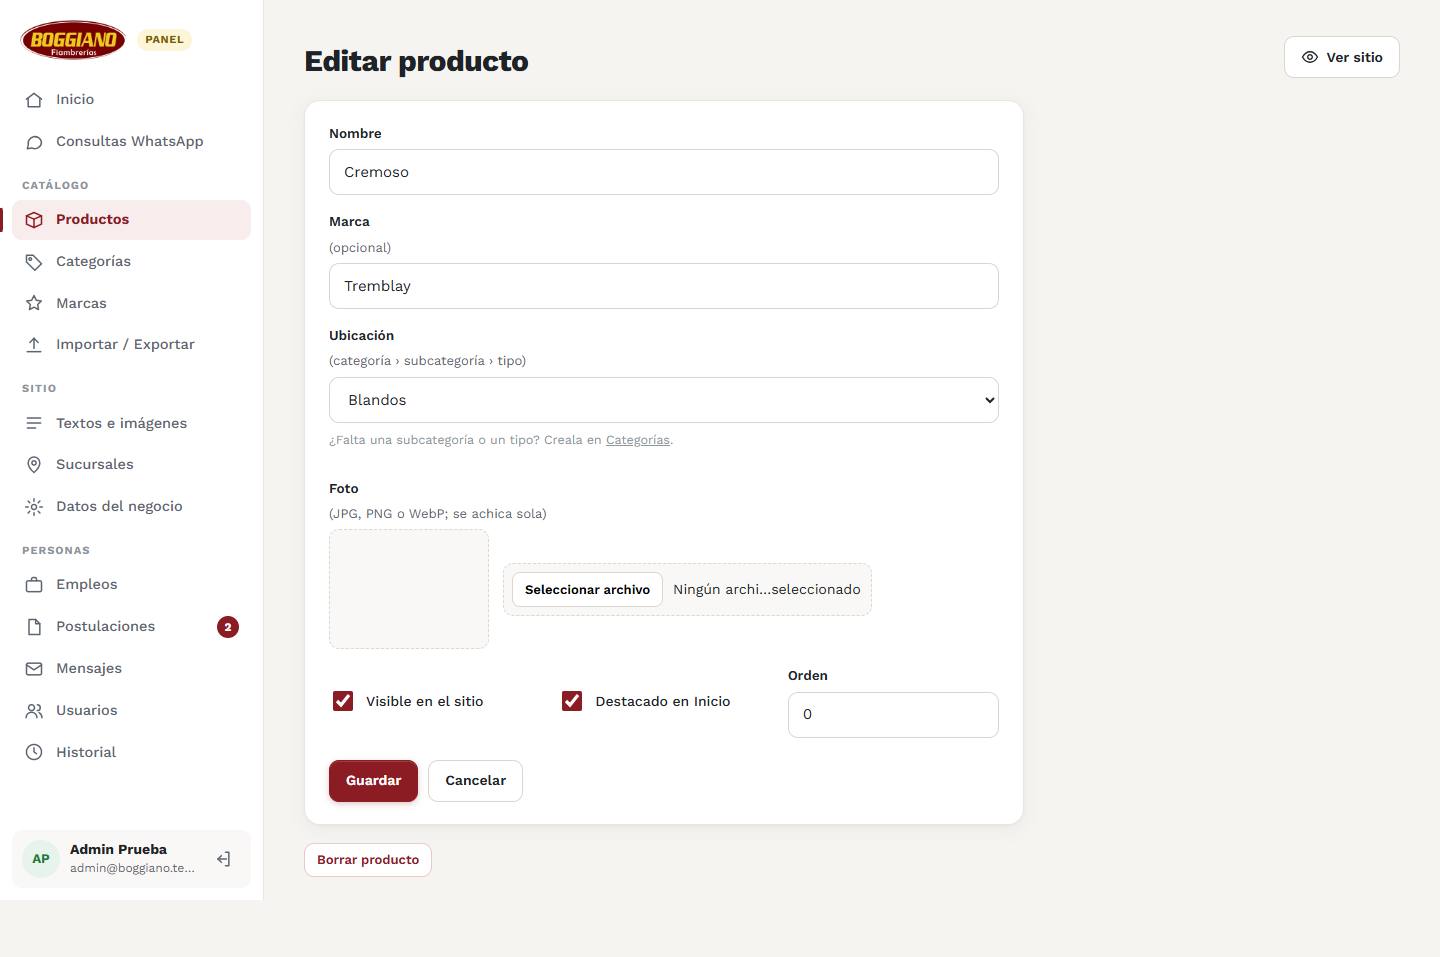 BOGGIANO
Fiambrerías
PANEL
Inicio
Consultas WhatsApp
CATÁLOGO
Productos
Categorías
Marcas
Importar / Exportar
SITIO
Textos e imágenes
Sucursales
Datos del negocio
PERSONAS
Empleos
Postulaciones 2
Mensajes
Usuarios
Historial
AP
Admin Prueba
admin@boggiano.te...
Editar producto
Ver sitio
Nombre
Cremoso
Marca
(opcional)
Tremblay
Ubicación
(categoría › subcategoría › tipo)
Blandos
¿Falta una subcategoría o un tipo? Creala en Categorías.
Foto
(JPG, PNG o WebP; se achica sola)
Seleccionar archivo Ningún archi...seleccionado
Visible en el sitio
Destacado en Inicio
Orden
0
Guardar
Cancelar
Borrar producto